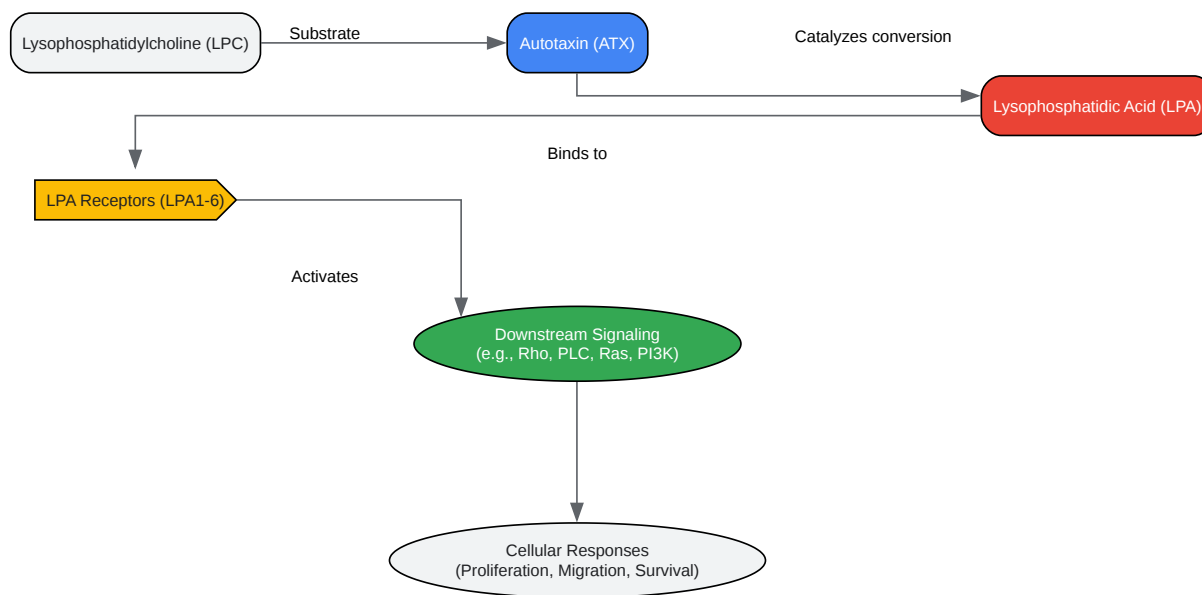 Lysophosphatidylcholine (LPC)
Substrate
Autotaxin (ATX)
Catalyzes conversion
Lysophosphatidic Acid (LPA)
Binds to
LPA Receptors (LPA1-6)
Activates
Downstream Signaling
(e.g., Rho, PLC, Ras, PI3K)
Cellular Responses
(Proliferation, Migration, Survival)